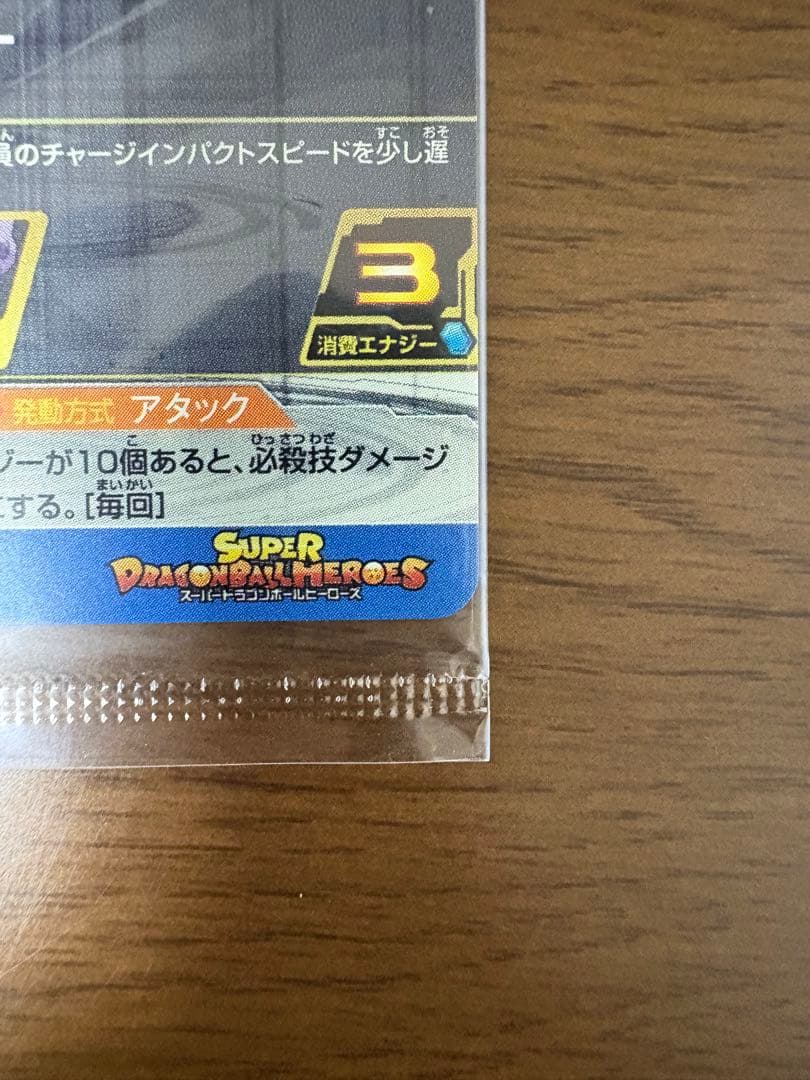 ー
員のチャージインパクトスピードを少し遅
3
消費エナジー
発動方式 アタック
ジーが10個あると、必殺技ダメージ
にする。[毎回]
SUPER
DRAGONBALL HEROES
スーパードラゴンボールヒーローズ